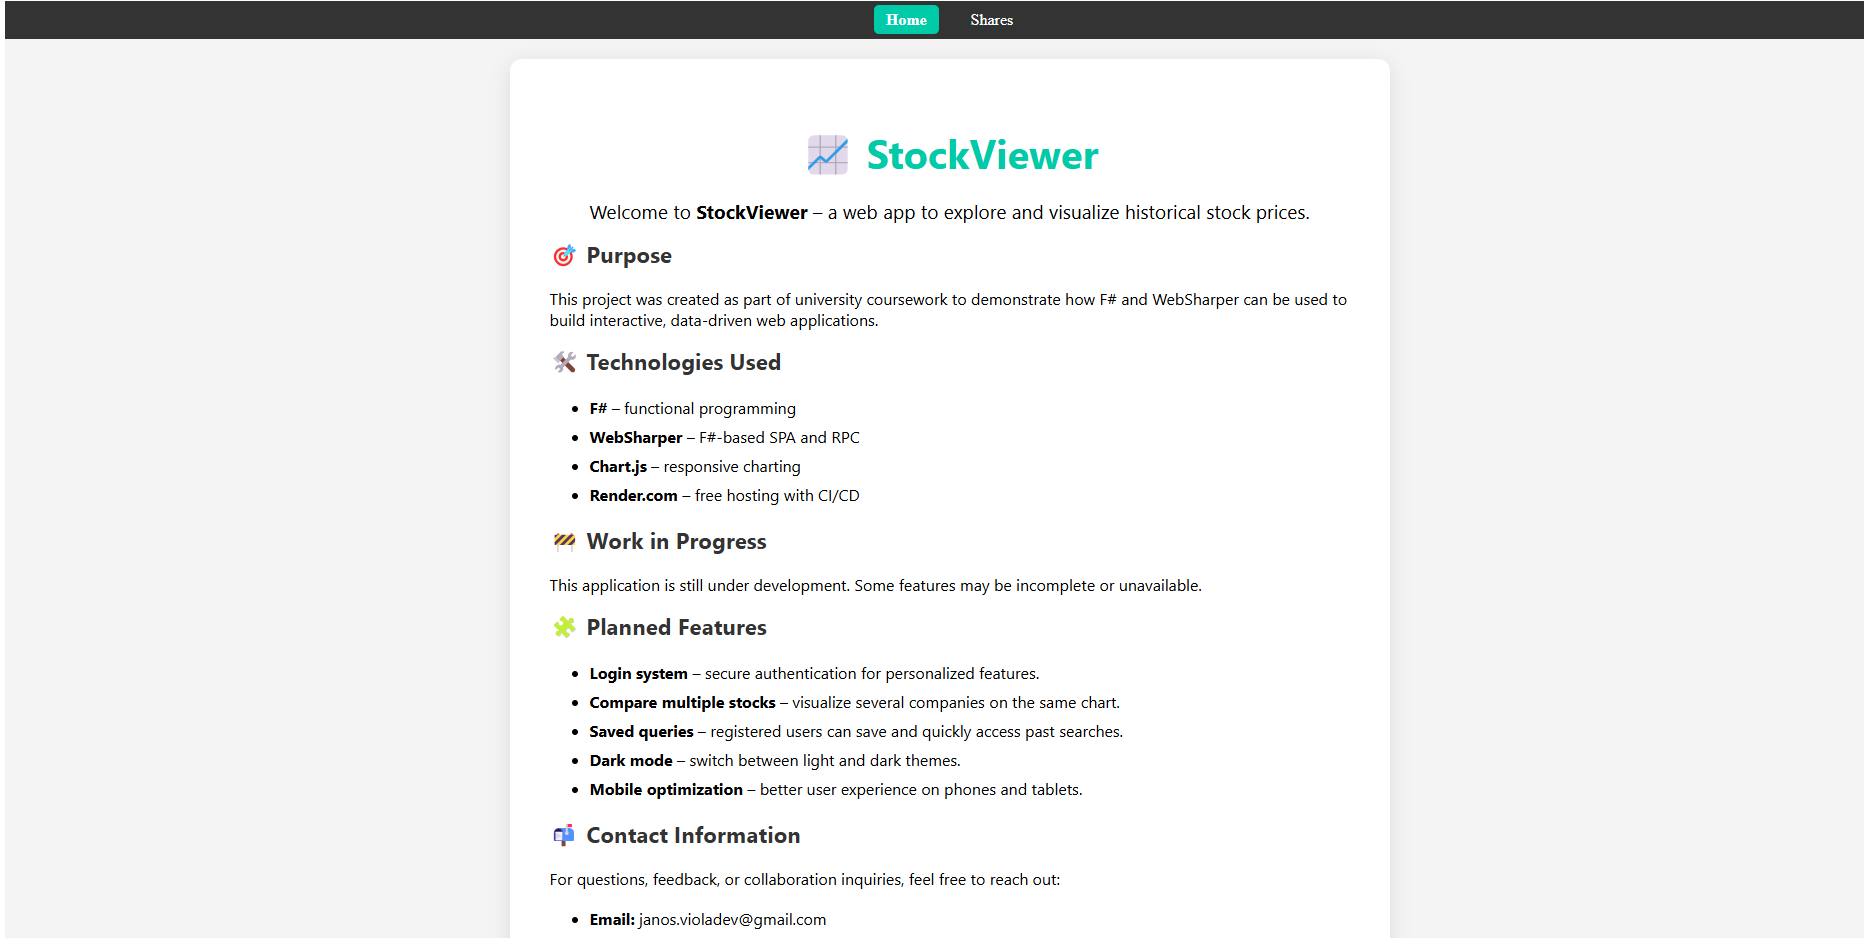 Home Shares
StockViewer
Welcome to StockViewer – a web app to explore and visualize historical stock prices.
Purpose
This project was created as part of university coursework to demonstrate how F# and WebSharper can be used to
build interactive, data-driven web applications.
Technologies Used
• F# – functional programming
• WebSharper – F#-based SPA and RPC
• Chart.js – responsive charting
• Render.com – free hosting with CI/CD
Work in Progress
This application is still under development. Some features may be incomplete or unavailable.
Planned Features
• Login system – secure authentication for personalized features.
• Compare multiple stocks – visualize several companies on the same chart.
• Saved queries – registered users can save and quickly access past searches.
• Dark mode – switch between light and dark themes.
• Mobile optimization – better user experience on phones and tablets.
Contact Information
For questions, feedback, or collaboration inquiries, feel free to reach out:
• Email: janos.violadev@gmail.com